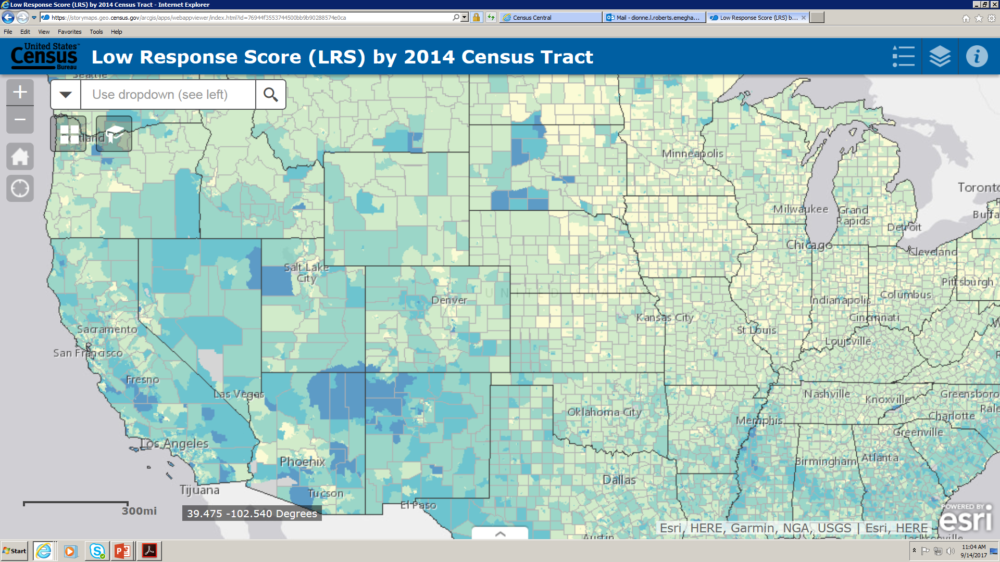 Low Response Score (LRS) by 2014 Census Tract - Internet Explorer
https://storymaps.geo.census.gov/arcgis/apps/webappviewer/index.html?id=76944f3553744500bb9b90288574e0ca
Census Central
Mail - dionne.l.roberts.emegha...
Low Response Score (LRS) b...
File Edit View Favorites Tools Help
United States
Census
Bureau
Low Response Score (LRS) by 2014 Census Tract
Seattle
Use dropdown (see left)
Minneapolis
Toronto
Milwaukee
Grand
Rapids
Detroit
Chicago
Cleveland
Salt Lake
City
Pittsburgh
UNITED STA
Denver
Columbus
Indianapolis
Kansas City
Cincinnati
Sacramento
St Louis
Louisville
San Francisco
Fresno
Las Vegas
Nashville
Knoxville
Greensboro
Oklahoma City
Memphis
Charlotte
Rale
Greenville
Los Angeles
Phoenix
Birmingham
Atlanta
Dallas
Tijuana
Tucson
El Paso
300mi
39.475 -102.540 Degrees
POWERED BY
esri
Esri, HERE, Garmin, NGA, USGS | Esri, HERE
Austin
Jacksonville
Start
11:04 AM
9/14/2017